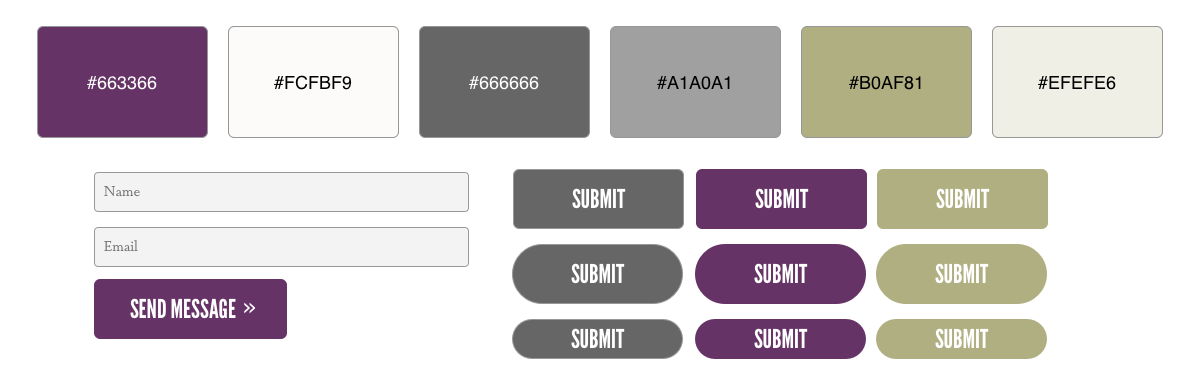 #663366
#FCFBF9
#666666
#A1A0A1
#B0AF81
#EFEFE6
Name
Email
SEND MESSAGE »
SUBMIT
SUBMIT
SUBMIT
SUBMIT
SUBMIT
SUBMIT
SUBMIT
SUBMIT
SUBMIT